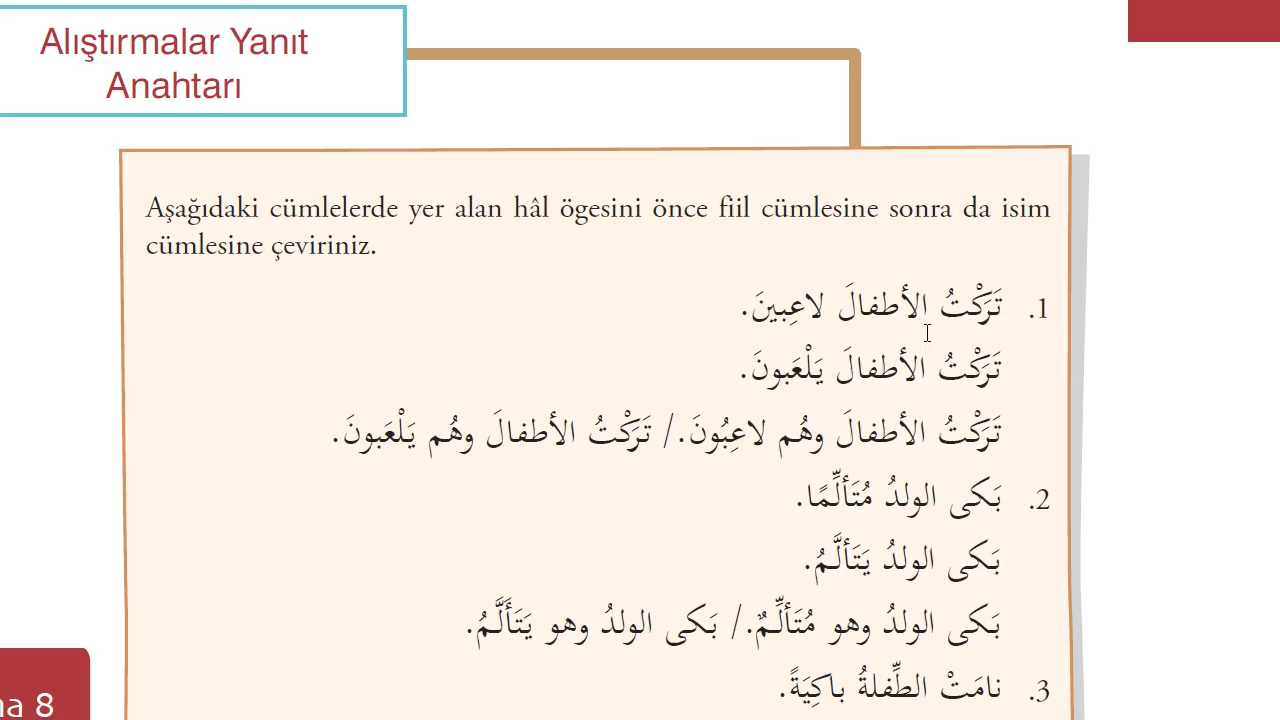 Alıştırmalar Yanıt
Anahtarı
Aşağıdaki cümlelerde yer alan hâl ögesini önce fiil cümlesine sonra da isim
cümlesine çeviriniz.
1. تَرَكْتُ الأطفالَ لاعِبينَ.
تَرَكْتُ الأطفالَ يَلْعَبونَ.
تَرَكْتُ الأطفالَ وهُم لاعِبُونَ./ تَرَكْتُ الأطفالَ وهُم يَلْعَبونَ.
2. بَكى الولدُ مُتَألِّمًا.
بَكى الولدُ يَتَألَّمُ.
بَكى الولدُ وهو مُتَألِّمٌ./ بَكى الولدُ وهو يَتَأَلَّمُ.
3. نامَتْ الطِّفلةُ باكِيَةً.
8